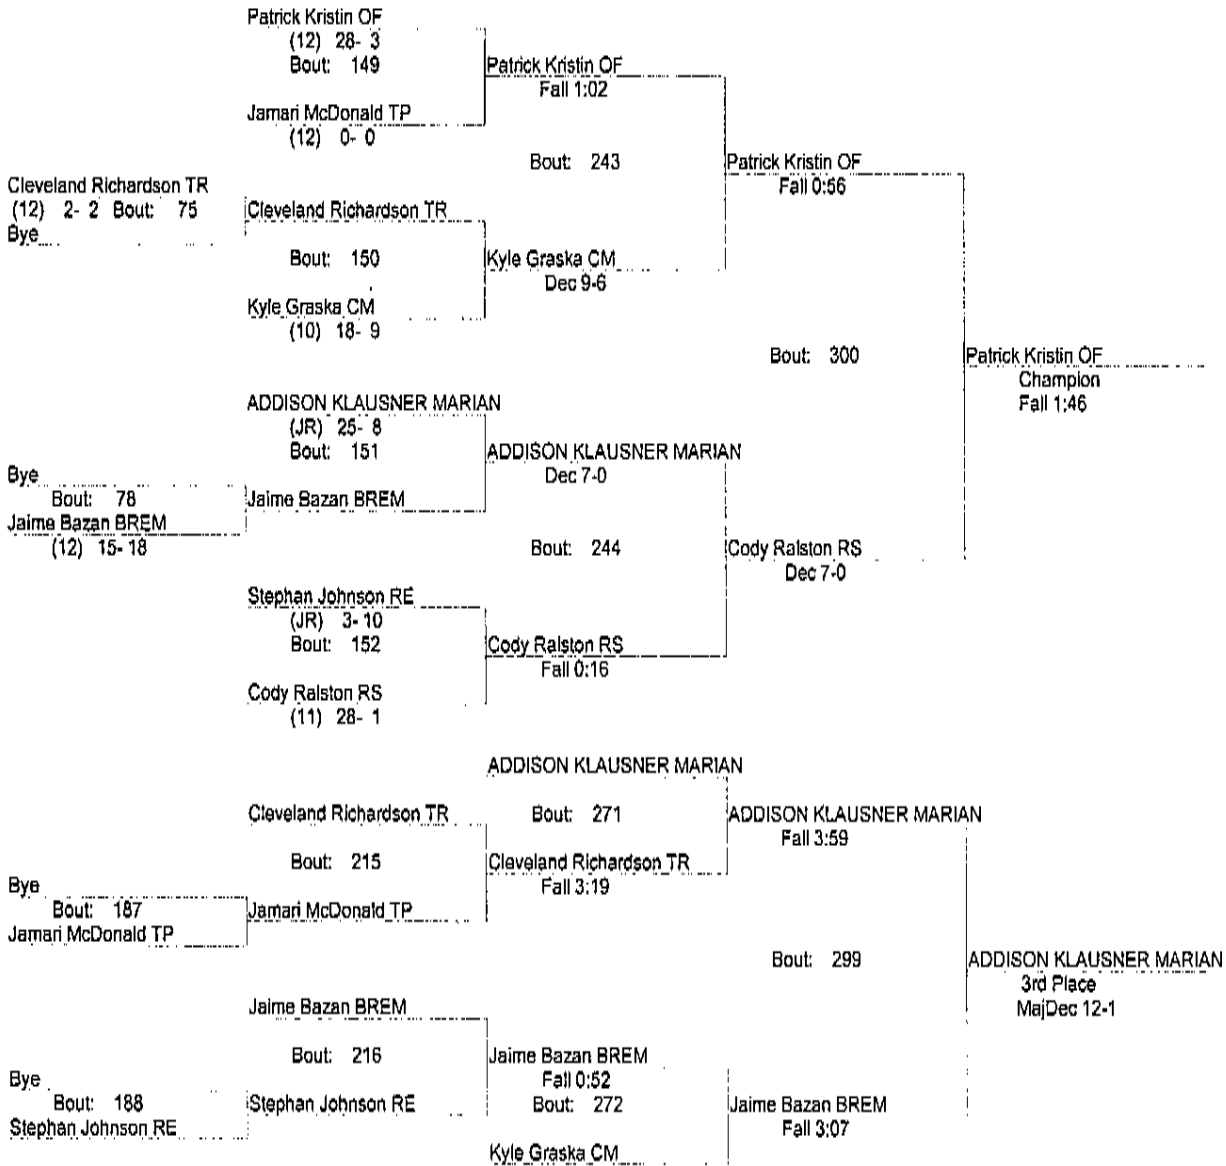 Patrick Kristin OF
(12) 28- 3
Bout: 149
Patrick Kristin OF
Fall 1:02
Jamari McDonald TP
(12) 0- 0
Bout: 243
Patrick Kristin OF
Fall 0:56
Cleveland Richardson TR
(12) 2- 2 Bout: 75
Bye
Cleveland Richardson TR
Bout: 150
Kyle Graska CM
Dec 9-6
Kyle Graska CM
(10) 18- 9
Bout: 300
Patrick Kristin OF
Champion
Fall 1:46
ADDISON KLAUSNER MARIAN
(JR) 25- 8
Bout: 151
ADDISON KLAUSNER MARIAN
Dec 7-0
Bye
Bout: 78
Jaime Bazan BREM
(12) 15- 18
Jaime Bazan BREM
Bout: 244
Cody Ralston RS
Dec 7-0
Stephan Johnson RE
(JR) 3- 10
Bout: 152
Cody Ralston RS
Fall 0:16
Cody Ralston RS
(11) 28- 1
ADDISON KLAUSNER MARIAN
Cleveland Richardson TR
Bout: 271
ADDISON KLAUSNER MARIAN
Fall 3:59
Bout: 215
Cleveland Richardson TR
Fall 3:19
Bye
Bout: 187
Jamari McDonald TP
Jamari McDonald TP
Bout: 299
ADDISON KLAUSNER MARIAN
3rd Place
MajDec 12-1
Jaime Bazan BREM
Bout: 216
Jaime Bazan BREM
Fall 0:52
Bye
Bout: 188
Stephan Johnson RE
Stephan Johnson RE
Bout: 272
Jaime Bazan BREM
Fall 3:07
Kyle Graska CM